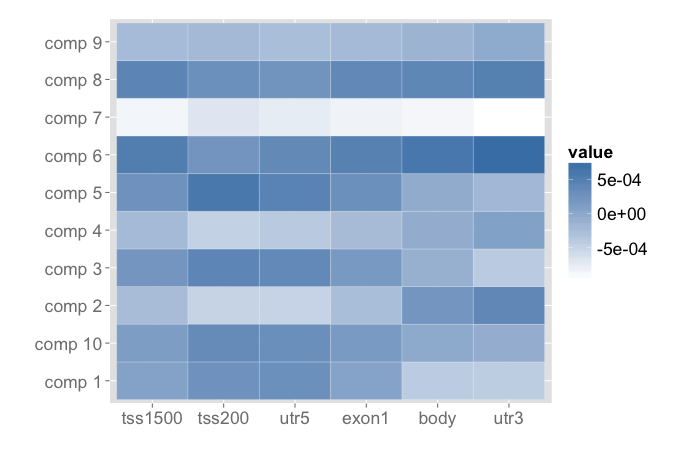 comp 9
comp 8
comp 7
comp 6
comp 5
comp 4
comp 3
comp 2
comp 10
comp 1
tss1500 tss200 utr5 exon1 body utr3
value
5e-04
0e+00
-5e-04